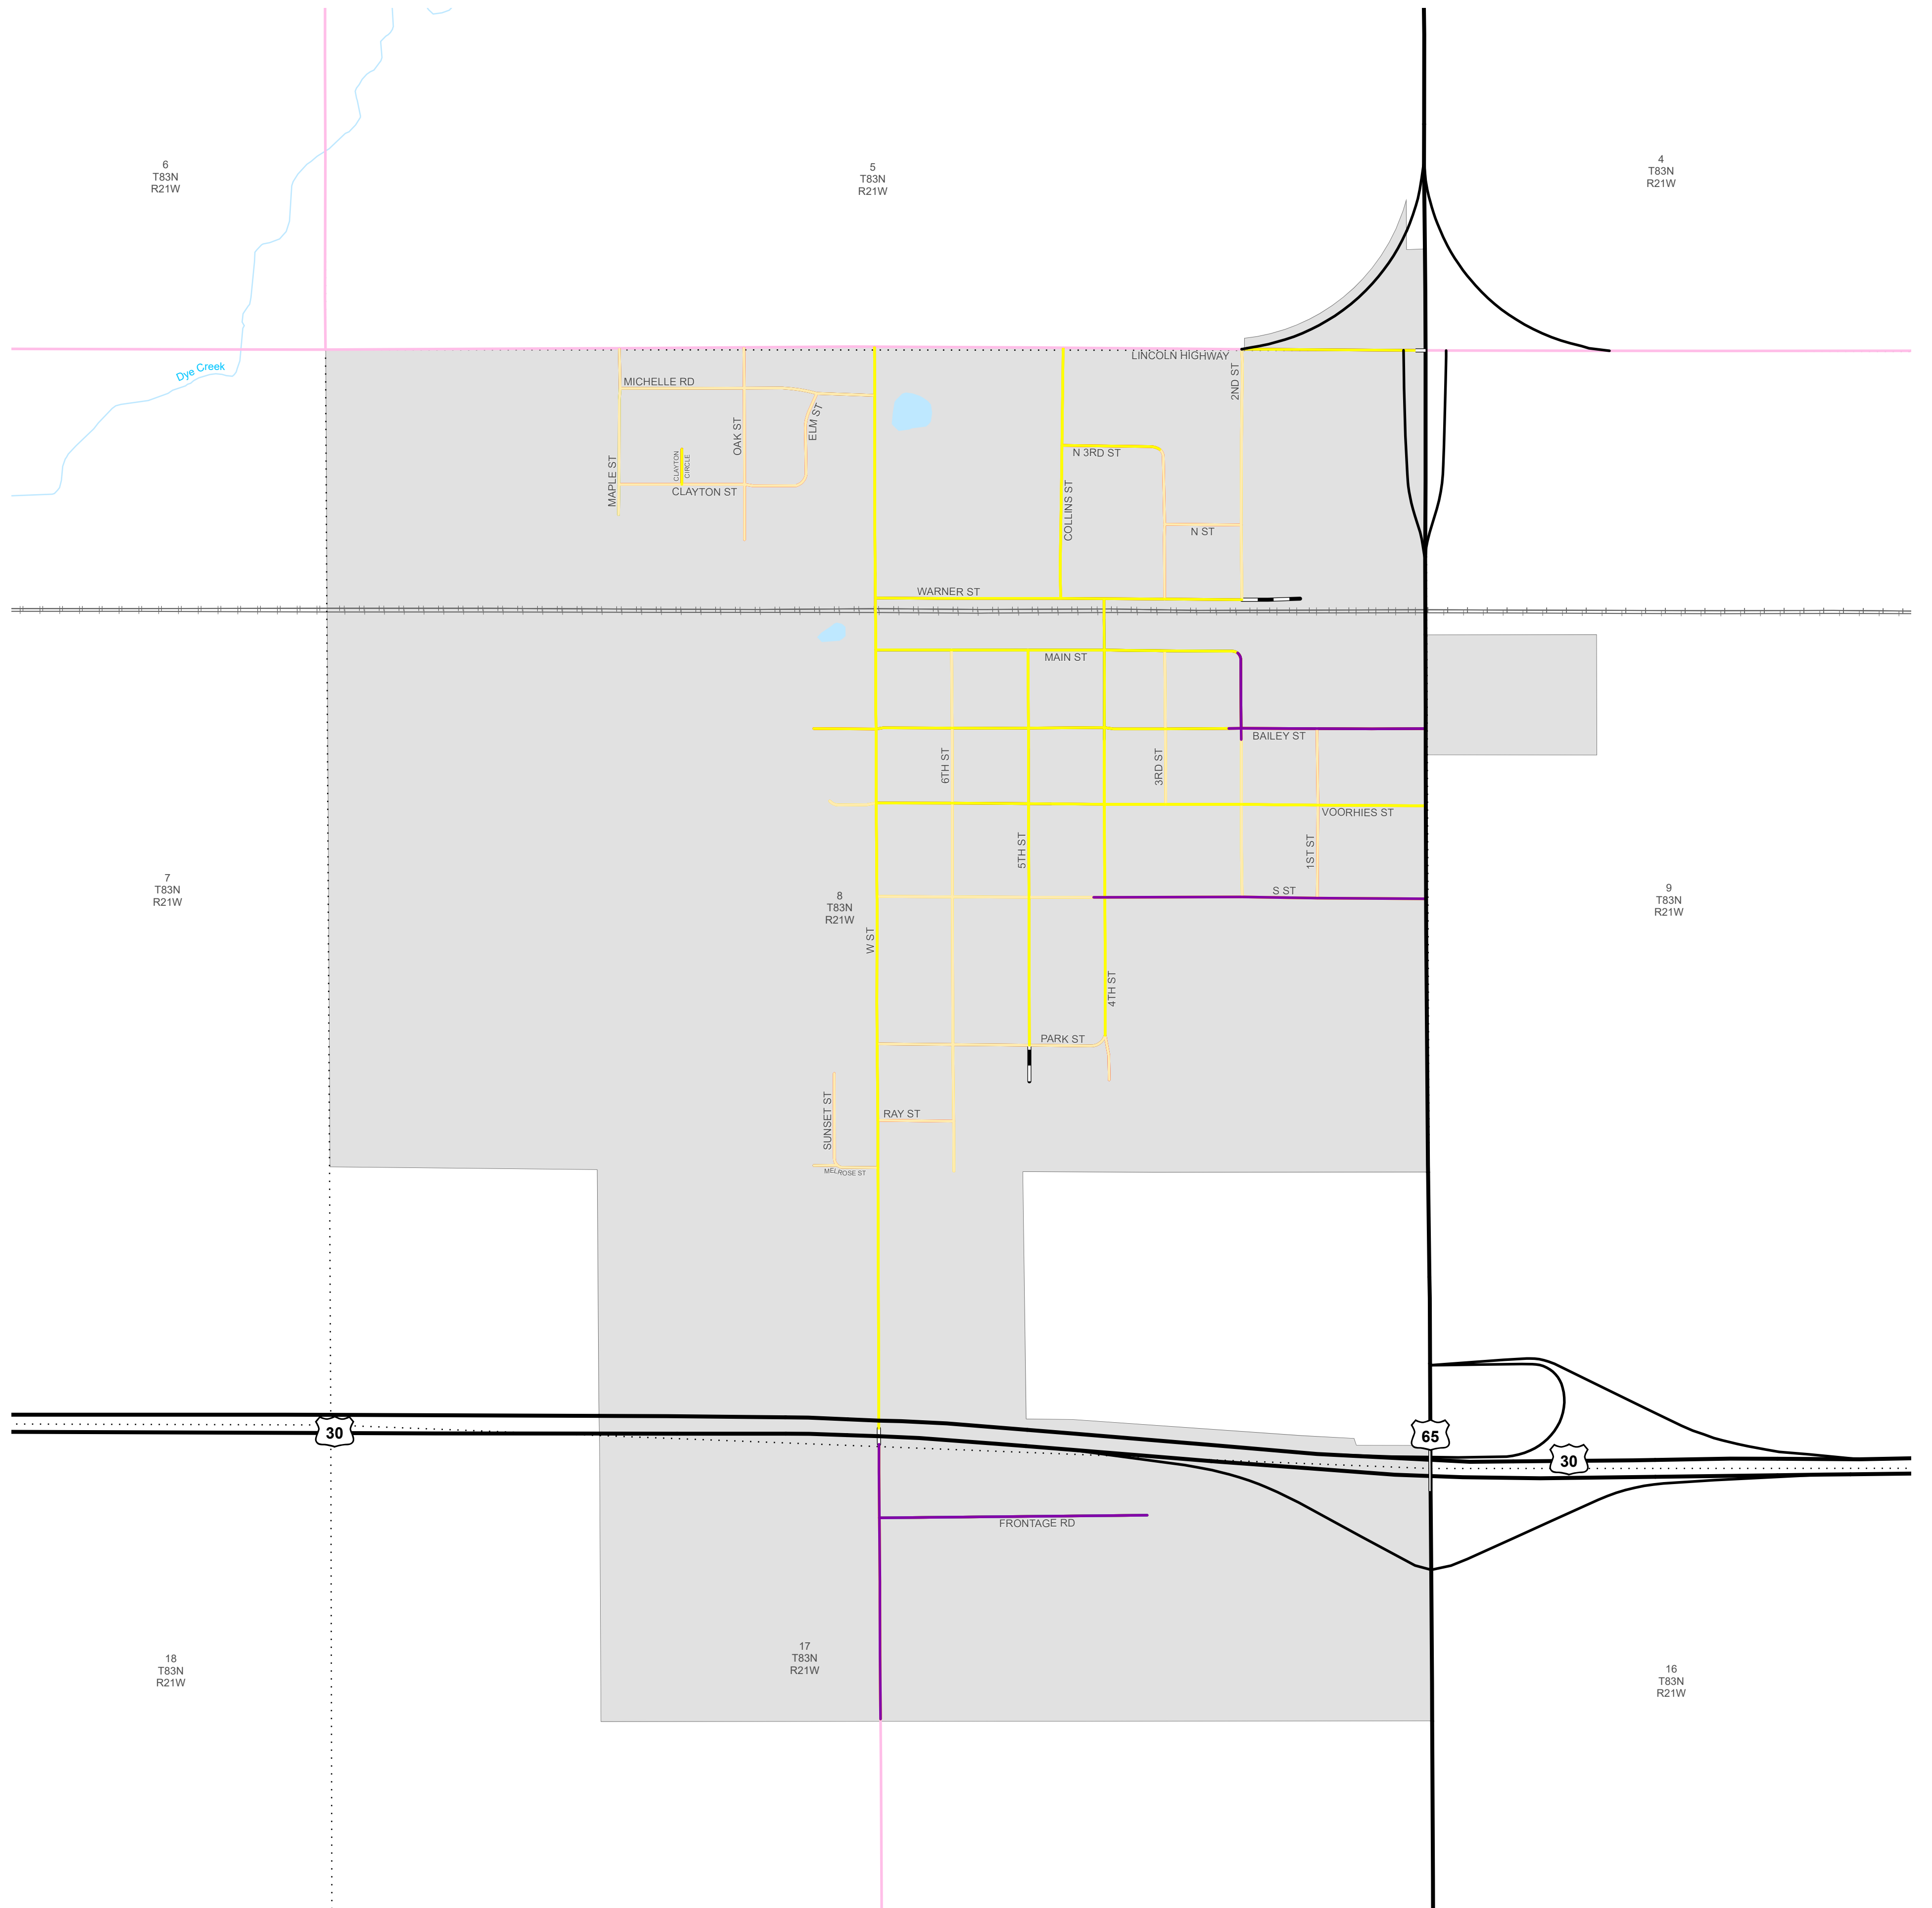 6
T83N
R21W
5
T83N
R21W
4
T83N
R21W
LINCOLN HIGHWAY
Dye Creek
MICHELLE RD
2ND ST
ELM ST
OAK ST
N 3RD ST
CLAYTON
CIRCLE
MAPLE ST
CLAYTON ST
COLLINS ST
N ST
WARNER ST
MAIN ST
BAILEY ST
6TH ST
3RD ST
VOORHIES ST
5TH ST
1ST ST
7
T83N
R21W
8
T83N
R21W
S ST
9
T83N
R21W
W ST
4TH ST
PARK ST
RAY ST
SUNSET ST
MELROSE ST
30
65
30
FRONTAGE RD
18
T83N
R21W
17
T83N
R21W
16
T83N
R21W